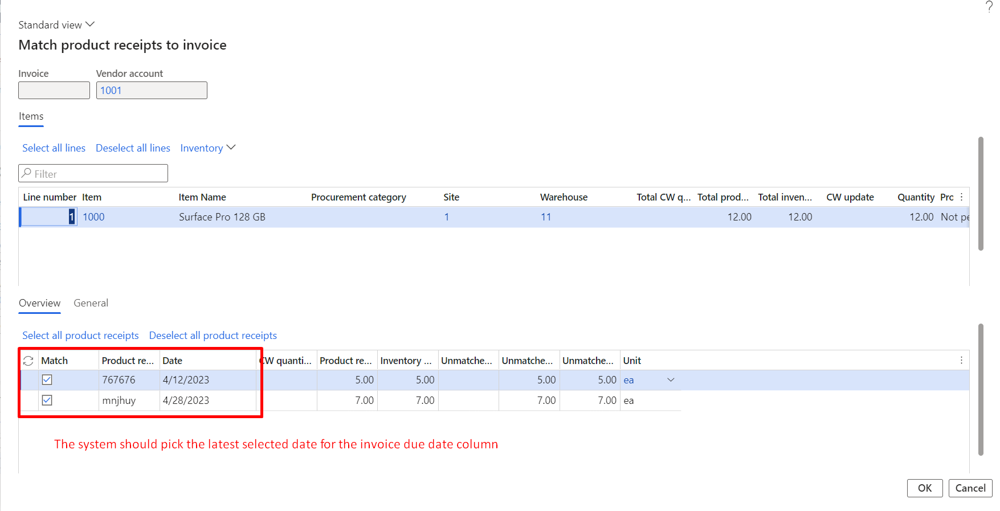 ?
Standard view
Match product receipts to invoice
Invoice Vendor account
1001
Items
Select all lines Deselect all lines Inventory
Filter
Line number Item Item Name Procurement category Site Warehouse Total CW q... Total prod... Total inven... CW update Quantity Pro
1 1000 Surface Pro 128 GB 1 11 12.00 12.00 12.00 Not pe
Overview General
Select all product receipts Deselect all product receipts
Match Product re... Date CW quanti... Product re... Inventory ... Unmatche... Unmatche... Unmatche... Unit
767676 4/12/2023 5.00 5.00 5.00 5.00 ea
mnjhuy 4/28/2023 7.00 7.00 7.00 7.00 ea
The system should pick the latest selected date for the invoice due date column
OK Cancel